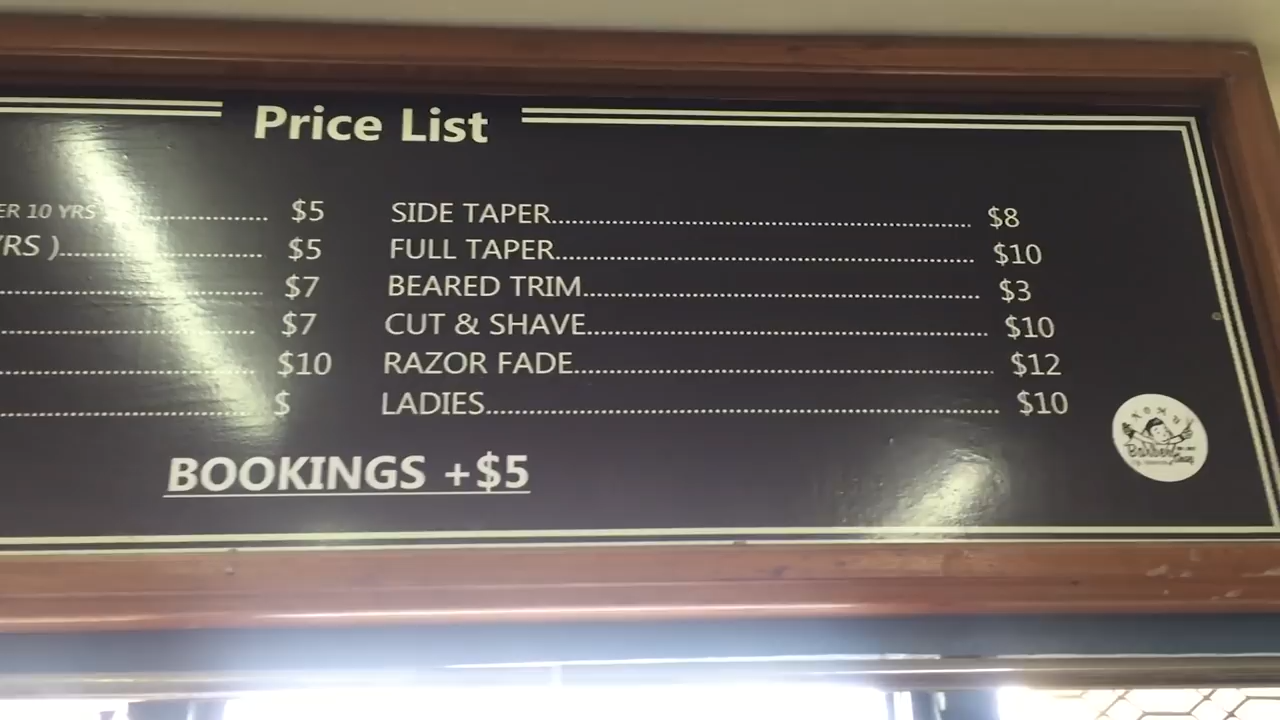 Price List
ER 10 YRS ............... $5
YRS )............... $5
............... $7
............... $7
............... $10
............... $
SIDE TAPER............... $8
FULL TAPER............... $10
BEARED TRIM............... $3
CUT & SHAVE............... $10
RAZOR FADE............... $12
LADIES............... $10
BOOKINGS +$5
Barber